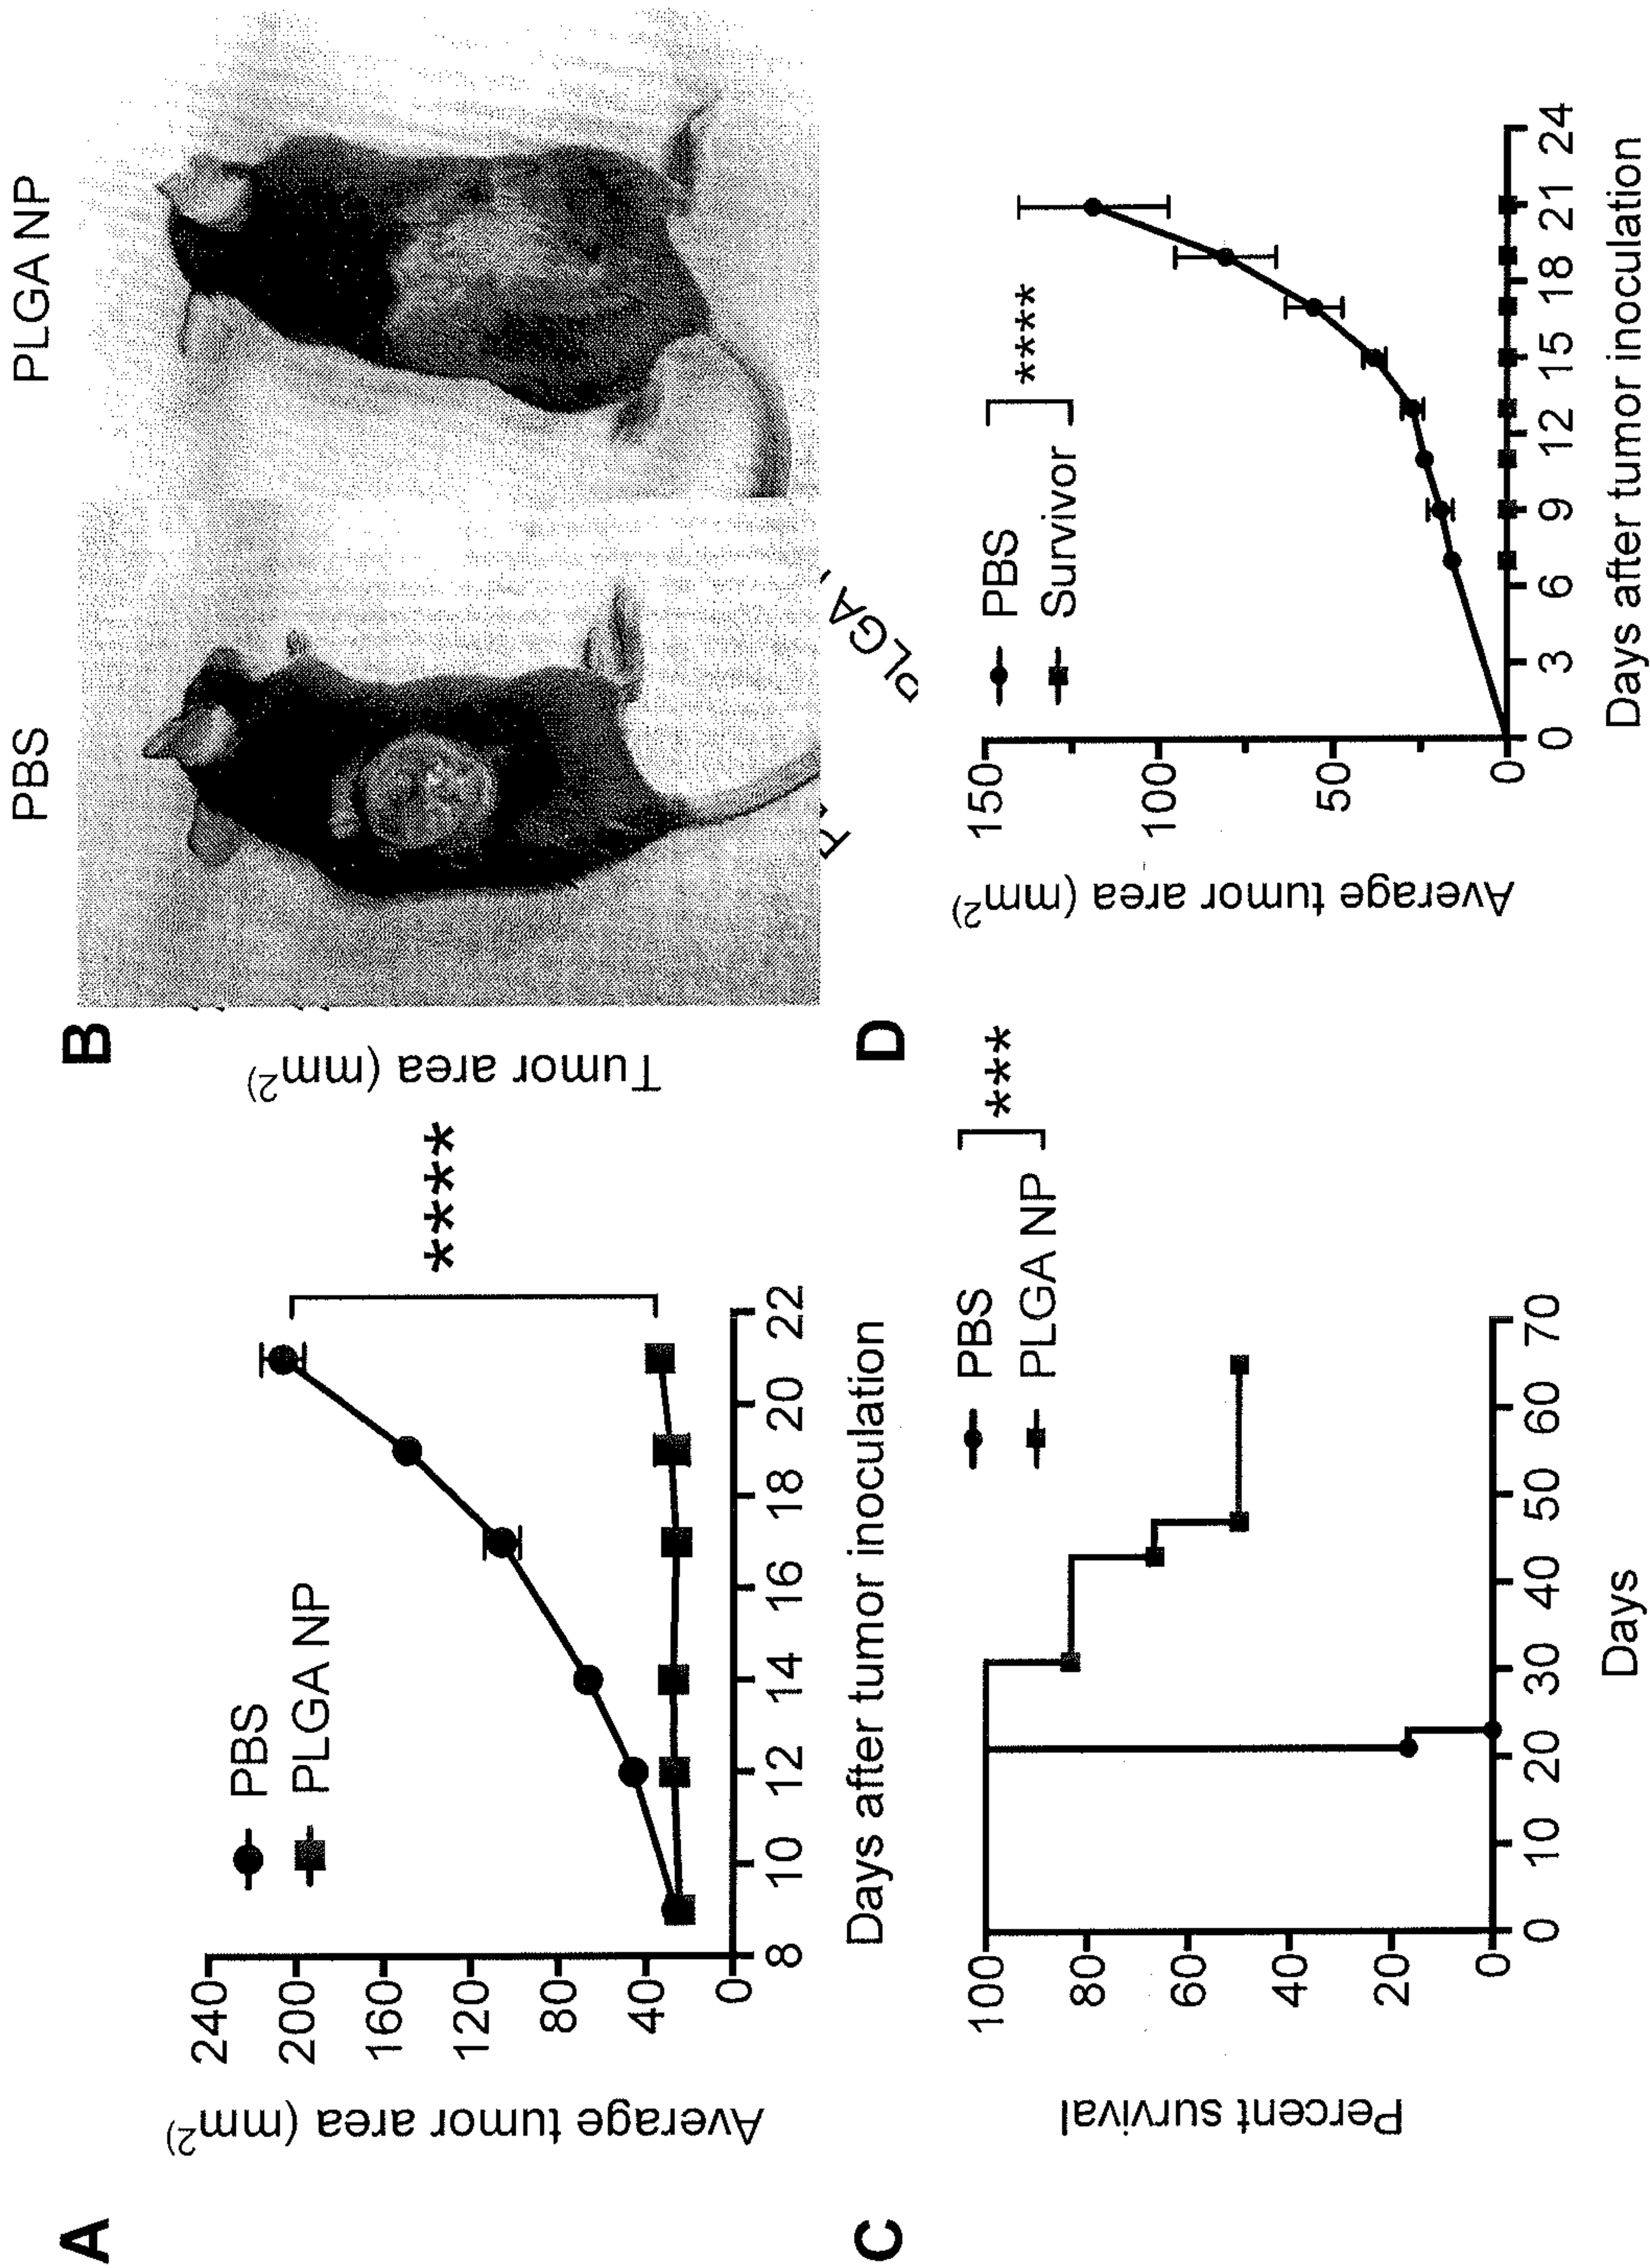 A
Average tumor area (mm2)
240
200
160
120
80
40
0
8
10
12
14
16
18
20
22
Days after tumor inoculation
PBS
PLGA NP
****
B
Tumor area (mm2)
PBS
PLGA NP
PLGA
C
Percent survival
100
80
60
40
20
0
0
10
20
30
40
50
60
70
Days
PBS
PLGA NP
***
D
Average tumor area (mm2)
150
100
50
0
0
3
6
9
12
15
18
21
24
Days after tumor inoculation
PBS
Survivor
****